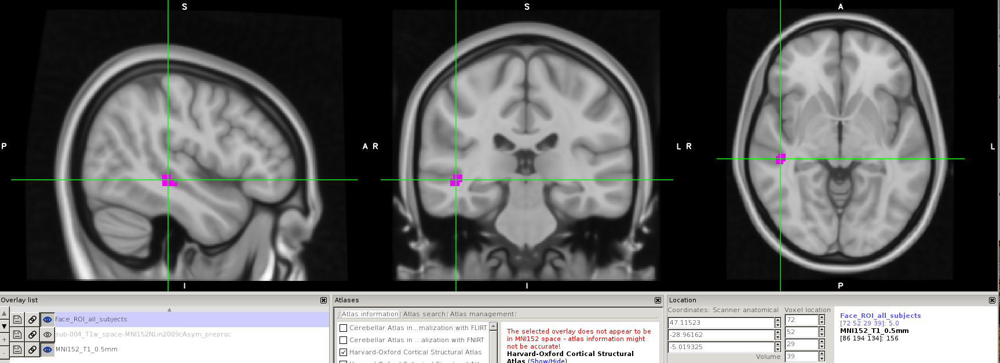 S
S
A
P
A R
L R
L
I
I
P
Overlay list
Face_ROI_all_subjects
sub-004_T1w_space-MNI152NLin2009cAsym_preproc
MNI152_T1_0.5mm
Atlases
Atlas information Atlas search Atlas management
Cerebellar Atlas in...malization with FLIRT
Cerebellar Atlas in ...alization with FNIRT
Harvard-Oxford Cortical Structural Atlas
The selected overlay does not appear to be
in MNI152 space - atlas information might
not be accurate!
Harvard-Oxford Cortical Structural
Atlas (Show/Hide)
Location
Coordinates: Scanner anatomical
Voxel location
47.11523
72
-28.96162
52
-5.019325
29
Volume
39
Face_ROI_all_subjects
[72 52 29 39]: 5.0
MNI152_T1_0.5mm
[86 194 134]: 156